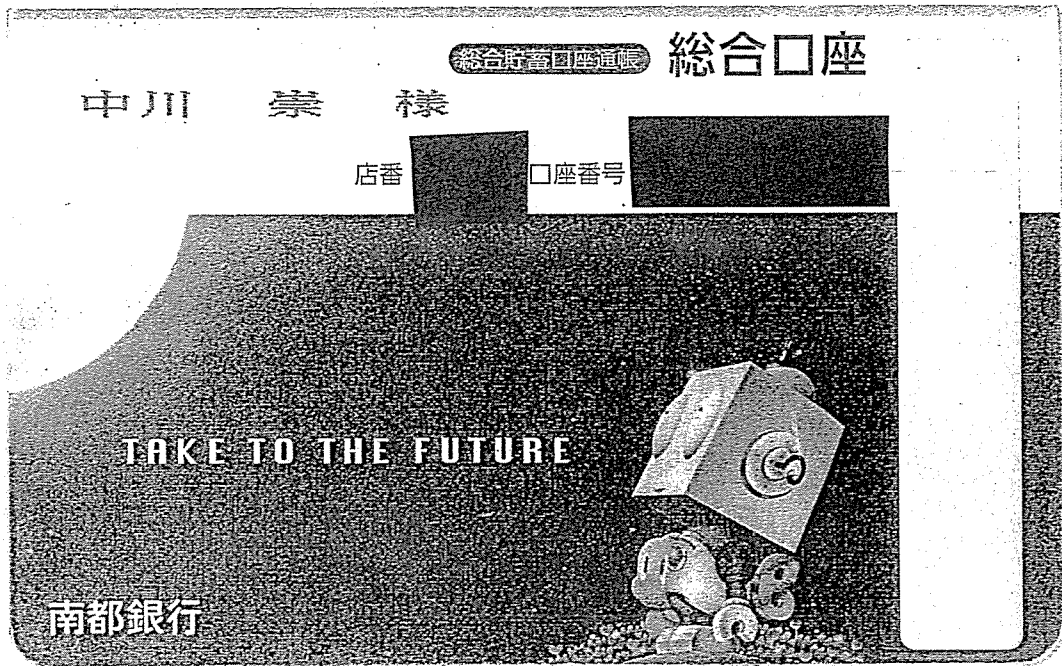 総合貯蓄口座通帳 総合口座
中川 崇 様
店番 口座番号
TAKE TO THE FUTURE
南都銀行